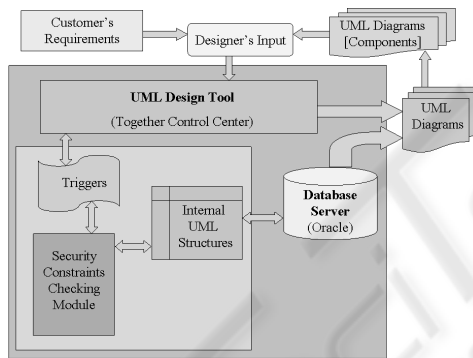 Customer's
Requirements
Designer's Input
UML Diagrams
[Components]
UML Design Tool
(Together Control Center)
UML
Diagrams
Triggers
Internal
UML
Structures
Database
Server
(Oracle)
Security
Constraints
Checking
Module